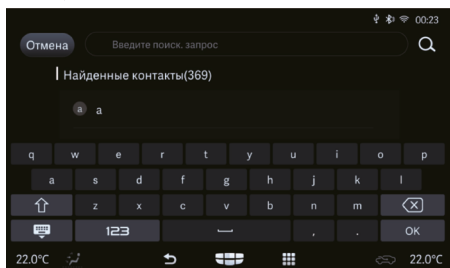 00:23
Отмена Введите поиск. запрос
Найденные контакты(369)
a a
q w e r t y u i o p
a s d f g h j k l
z x c v b n m
123 , . OK
22.0°C 22.0°C